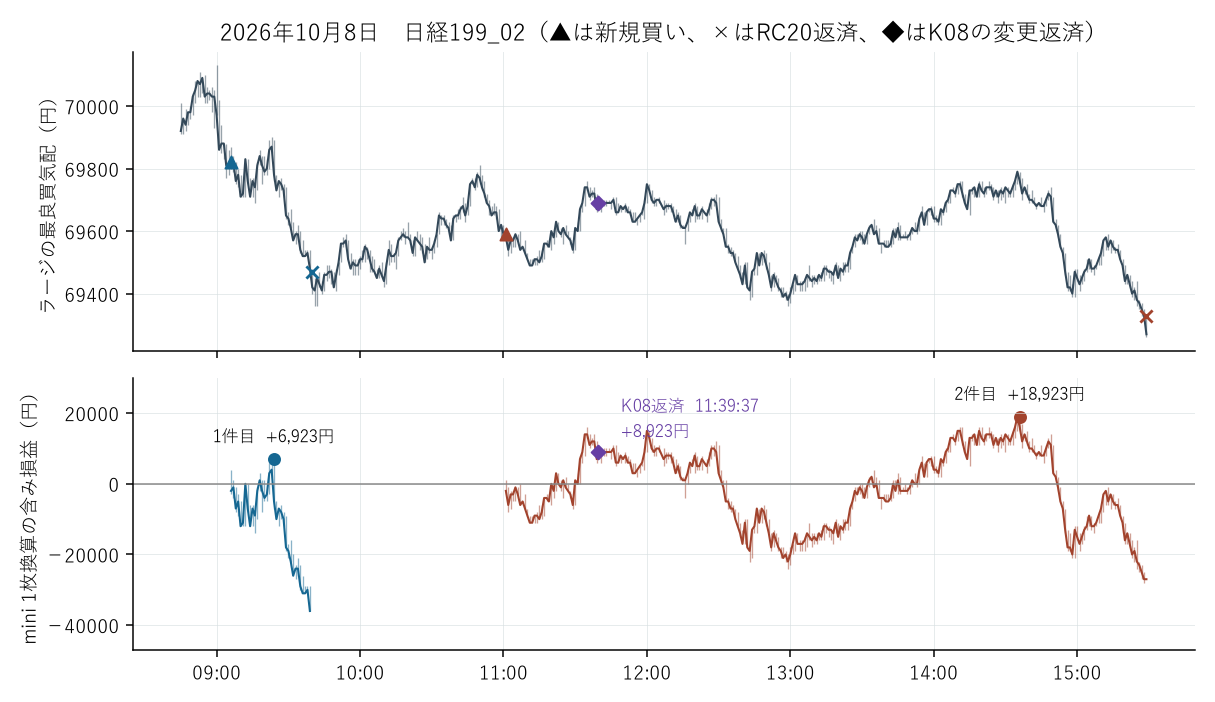 2026年10月8日　日経199_02（▲は新規買い、×はRC20返済、◆はK08の変更返済）
ラージの最良買気配（円）
70000
69800
69600
69400
mini 1枚換算の含み損益（円）
20000
0
−20000
−40000
1件目 +6,923円
K08返済 11:39:37
+8,923円
2件目 +18,923円
09:00
10:00
11:00
12:00
13:00
14:00
15:00